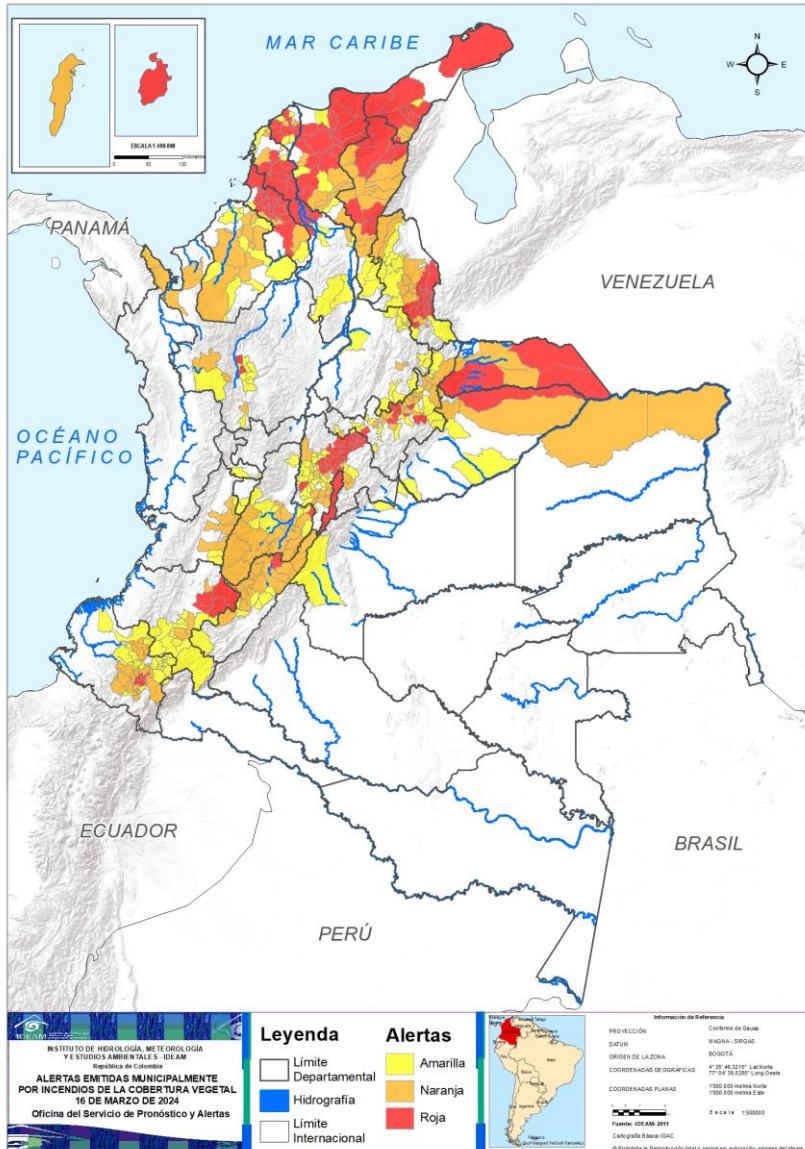 MAR CARIBE
N
W
E
S
ESCALA 1:400.000
PANAMÁ
VENEZUELA
OCÉANO
PACÍFICO
ECUADOR
BRASIL
PERÚ
IDEAM
INSTITUTO DE HIDROLOGÍA, METEOROLOGÍA
Y ESTUDIOS AMBIENTALES - IDEAM
República de Colombia
ALERTAS EMITIDAS MUNICIPALMENTE
POR INCENDIOS DE LA COBERTURA VEGETAL
16 DE MARZO DE 2024
Oficina del Servicio de Pronóstico y Alertas
Leyenda
Límite
Departamental
Hidrografía
Límite
Internacional
Alertas
Amarilla
Naranja
Roja
Información de Referencia
PROYECCIÓN
Conforme de Gauss
DATUM
MAGNA - SIRGAS
ORIGEN DE LA ZONA
BOGOTÁ
COORDENADAS GEOGRÁFICAS
COORDENADAS PLANAS
1'000.000 metros Norte
1'000.000 metros Este
Escala 1:500000
Fuente: IDEAM- 2011
Cartografía Básica IGAC